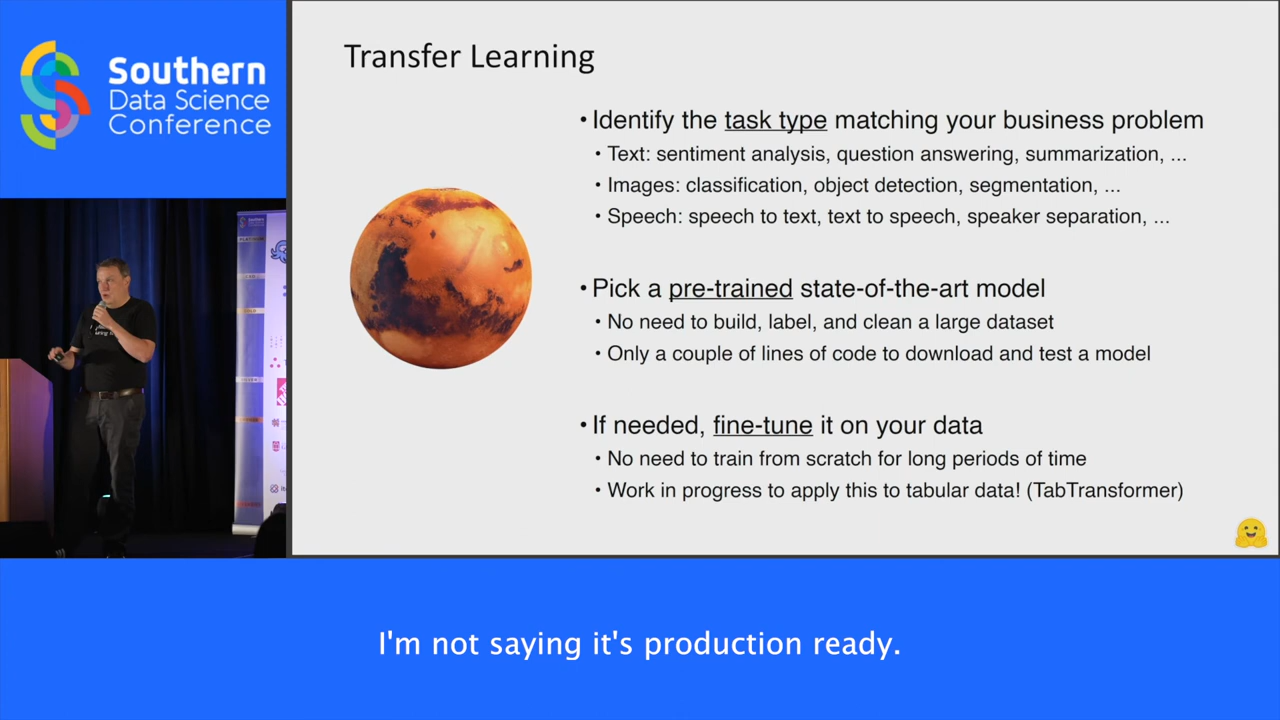 Southern
Data Science
Conference
Transfer Learning
• Identify the task type matching your business problem
• Text: sentiment analysis, question answering, summarization, ...
• Images: classification, object detection, segmentation, ...
• Speech: speech to text, text to speech, speaker separation, ...
• Pick a pre-trained state-of-the-art model
• No need to build, label, and clean a large dataset
• Only a couple of lines of code to download and test a model
• If needed, fine-tune it on your data
• No need to train from scratch for long periods of time
• Work in progress to apply this to tabular data! (TabTransformer)
I'm not saying it's production ready.